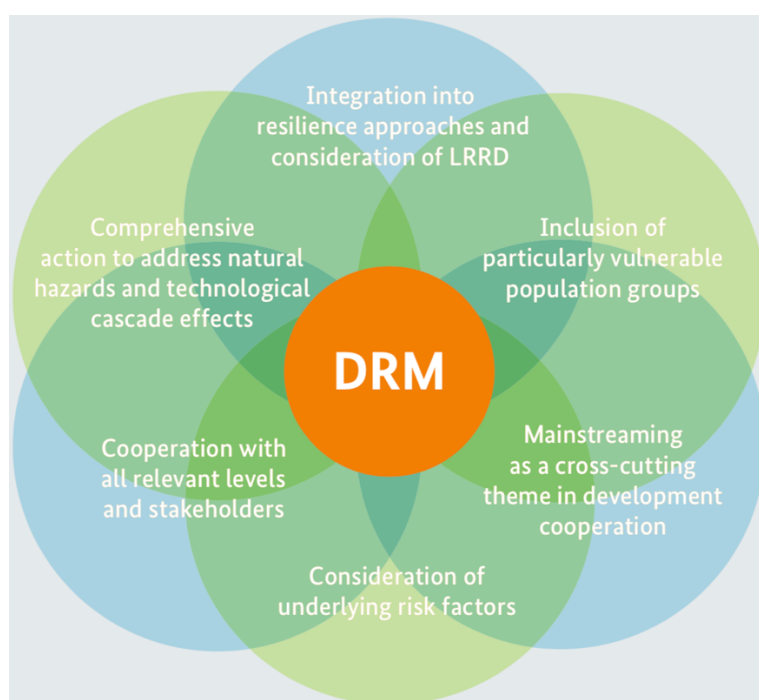 Integration into
resilience approaches and
consideration of LRRD
Comprehensive
action to address natural
hazards and technological
cascade effects
Inclusion of
particularly vulnerable
population groups
DRM
Cooperation with
all relevant levels
and stakeholders
Mainstreaming
as a cross-cutting
theme in development
cooperation
Consideration of
underlying risk factors